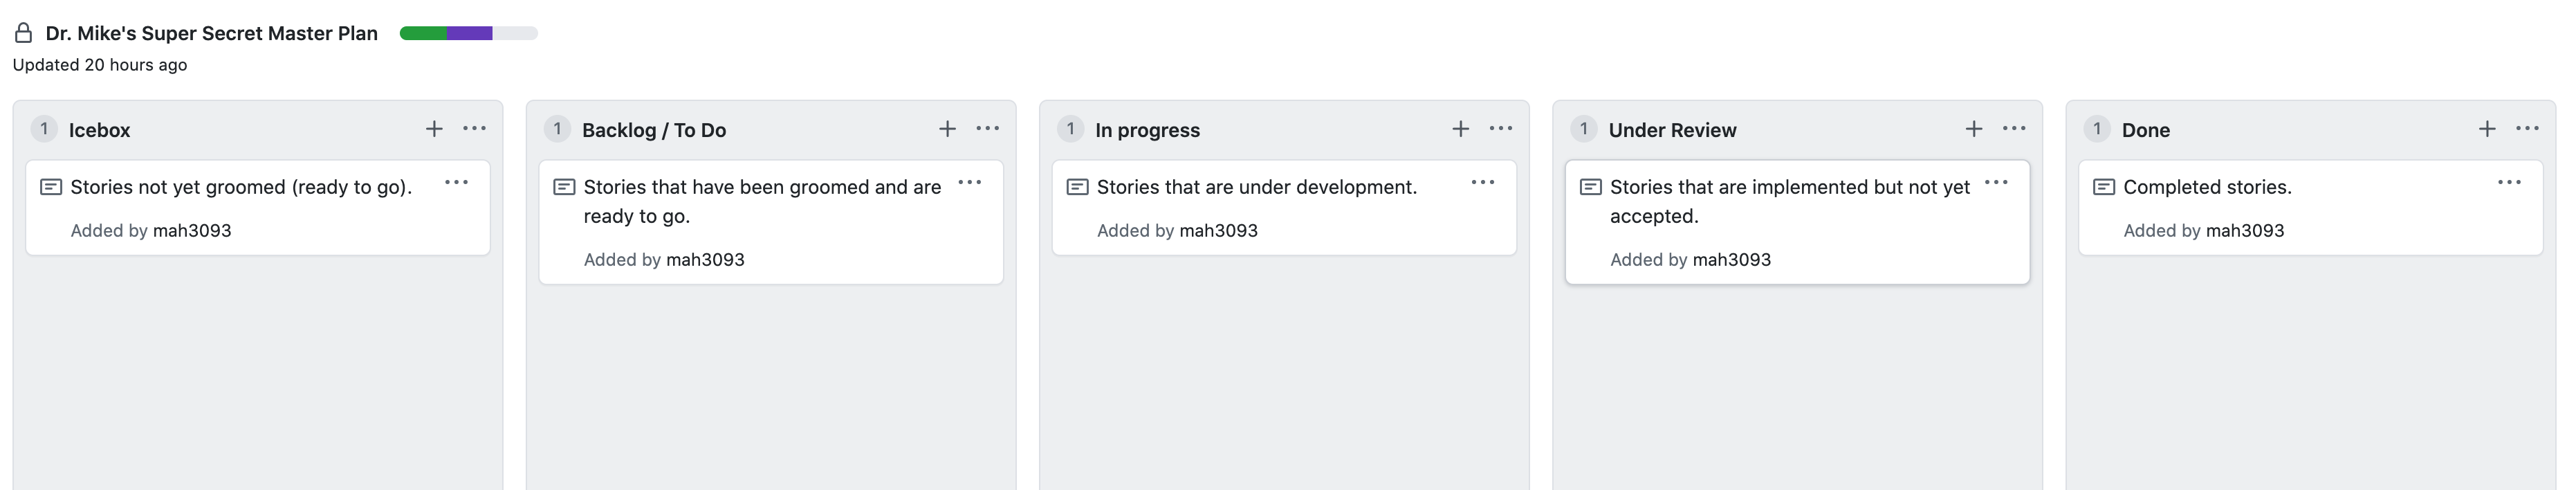 Dr. Mike's Super Secret Master Plan
Updated 20 hours ago
1 Icebox
Stories not yet groomed (ready to go).
Added by mah3093
1 Backlog / To Do
Stories that have been groomed and are
ready to go.
Added by mah3093
1 In progress
Stories that are under development.
Added by mah3093
1 Under Review
Stories that are implemented but not yet
accepted.
Added by mah3093
1 Done
Completed stories.
Added by mah3093